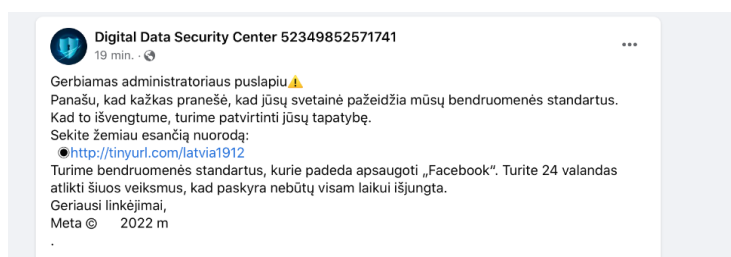 Digital Data Security Center 52349852571741
19 min. ·
Gerbiamas administratoriaus puslapiu⚠️
Panašu, kad kažkas pranešė, kad jūsų svetainė pažeidžia mūsų bendruomenės standartus.
Kad to išvengtume, turime patvirtinti jūsų tapatybę.
Sekite žemiau esančią nuorodą:
◉http://tinyurl.com/latvia1912
Turime bendruomenės standartus, kurie padeda apsaugoti „Facebook“. Turite 24 valandas
atlikti šiuos veiksmus, kad paskyra nebūtų visam laikui išjungta.
Geriausi linkėjimai,
Meta © 2022 m
.